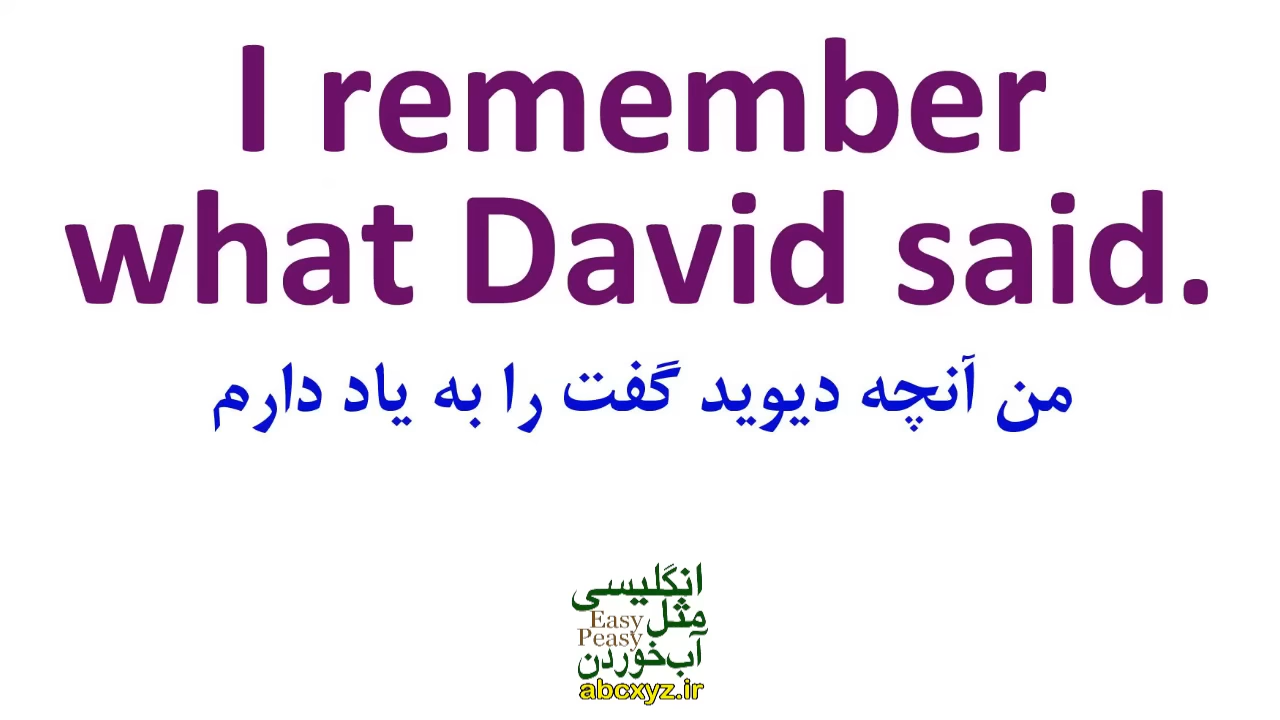 I remember
what David said.
من آنچه دیوید گفت را به یاد دارم
انگلیسی
مثل
Easy
Peasy
آب‌خوردن
abcxyz.ir